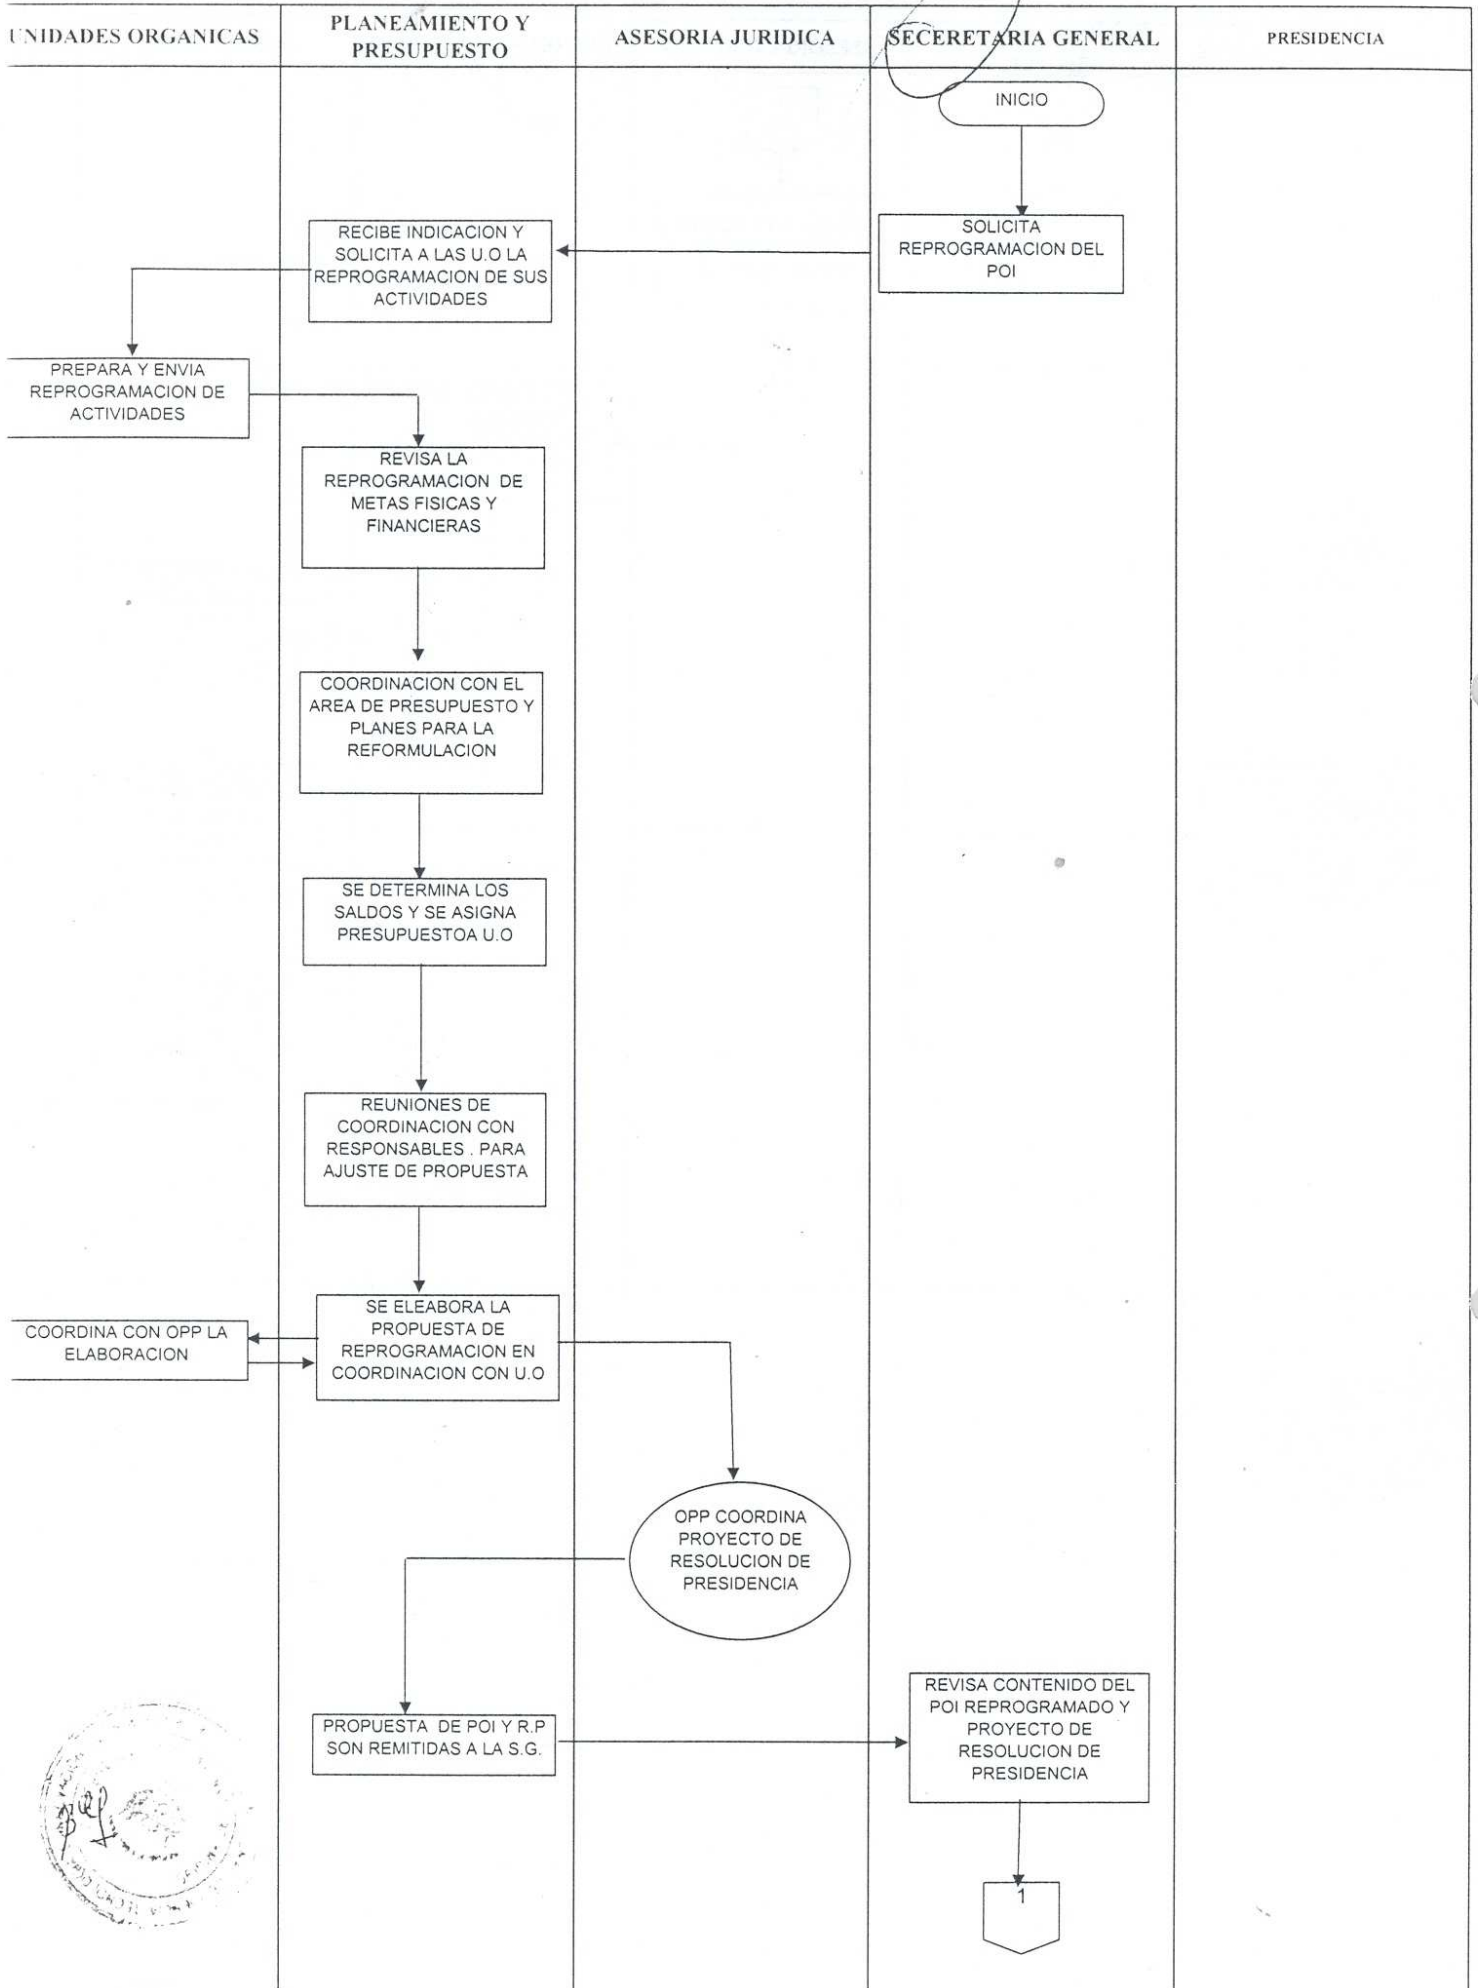 UNIDADES ORGANICAS
PLANEAMIENTO Y
PRESUPUESTO
ASESORIA JURIDICA
SECERETARIA GENERAL
PRESIDENCIA
INICIO
SOLICITA
REPROGRAMACION DEL
POI
RECIBE INDICACION Y
SOLICITA A LAS U.O LA
REPROGRAMACION DE SUS
ACTIVIDADES
PREPARA Y ENVIA
REPROGRAMACION DE
ACTIVIDADES
REVISA LA
REPROGRAMACION DE
METAS FISICAS Y
FINANCIERAS
COORDINACION CON EL
AREA DE PRESUPUESTO Y
PLANES PARA LA
REFORMULACION
SE DETERMINA LOS
SALDOS Y SE ASIGNA
PRESUPUESTOA U.O
REUNIONES DE
COORDINACION CON
RESPONSABLES . PARA
AJUSTE DE PROPUESTA
SE ELEABORA LA
PROPUESTA DE
REPROGRAMACION EN
COORDINACION CON U.O
COORDINA CON OPP LA
ELABORACION
OPP COORDINA
PROYECTO DE
RESOLUCION DE
PRESIDENCIA
PROPUESTA DE POI Y R.P
SON REMITIDAS A LA S.G.
REVISA CONTENIDO DEL
POI REPROGRAMADO Y
PROYECTO DE
RESOLUCION DE
PRESIDENCIA
1